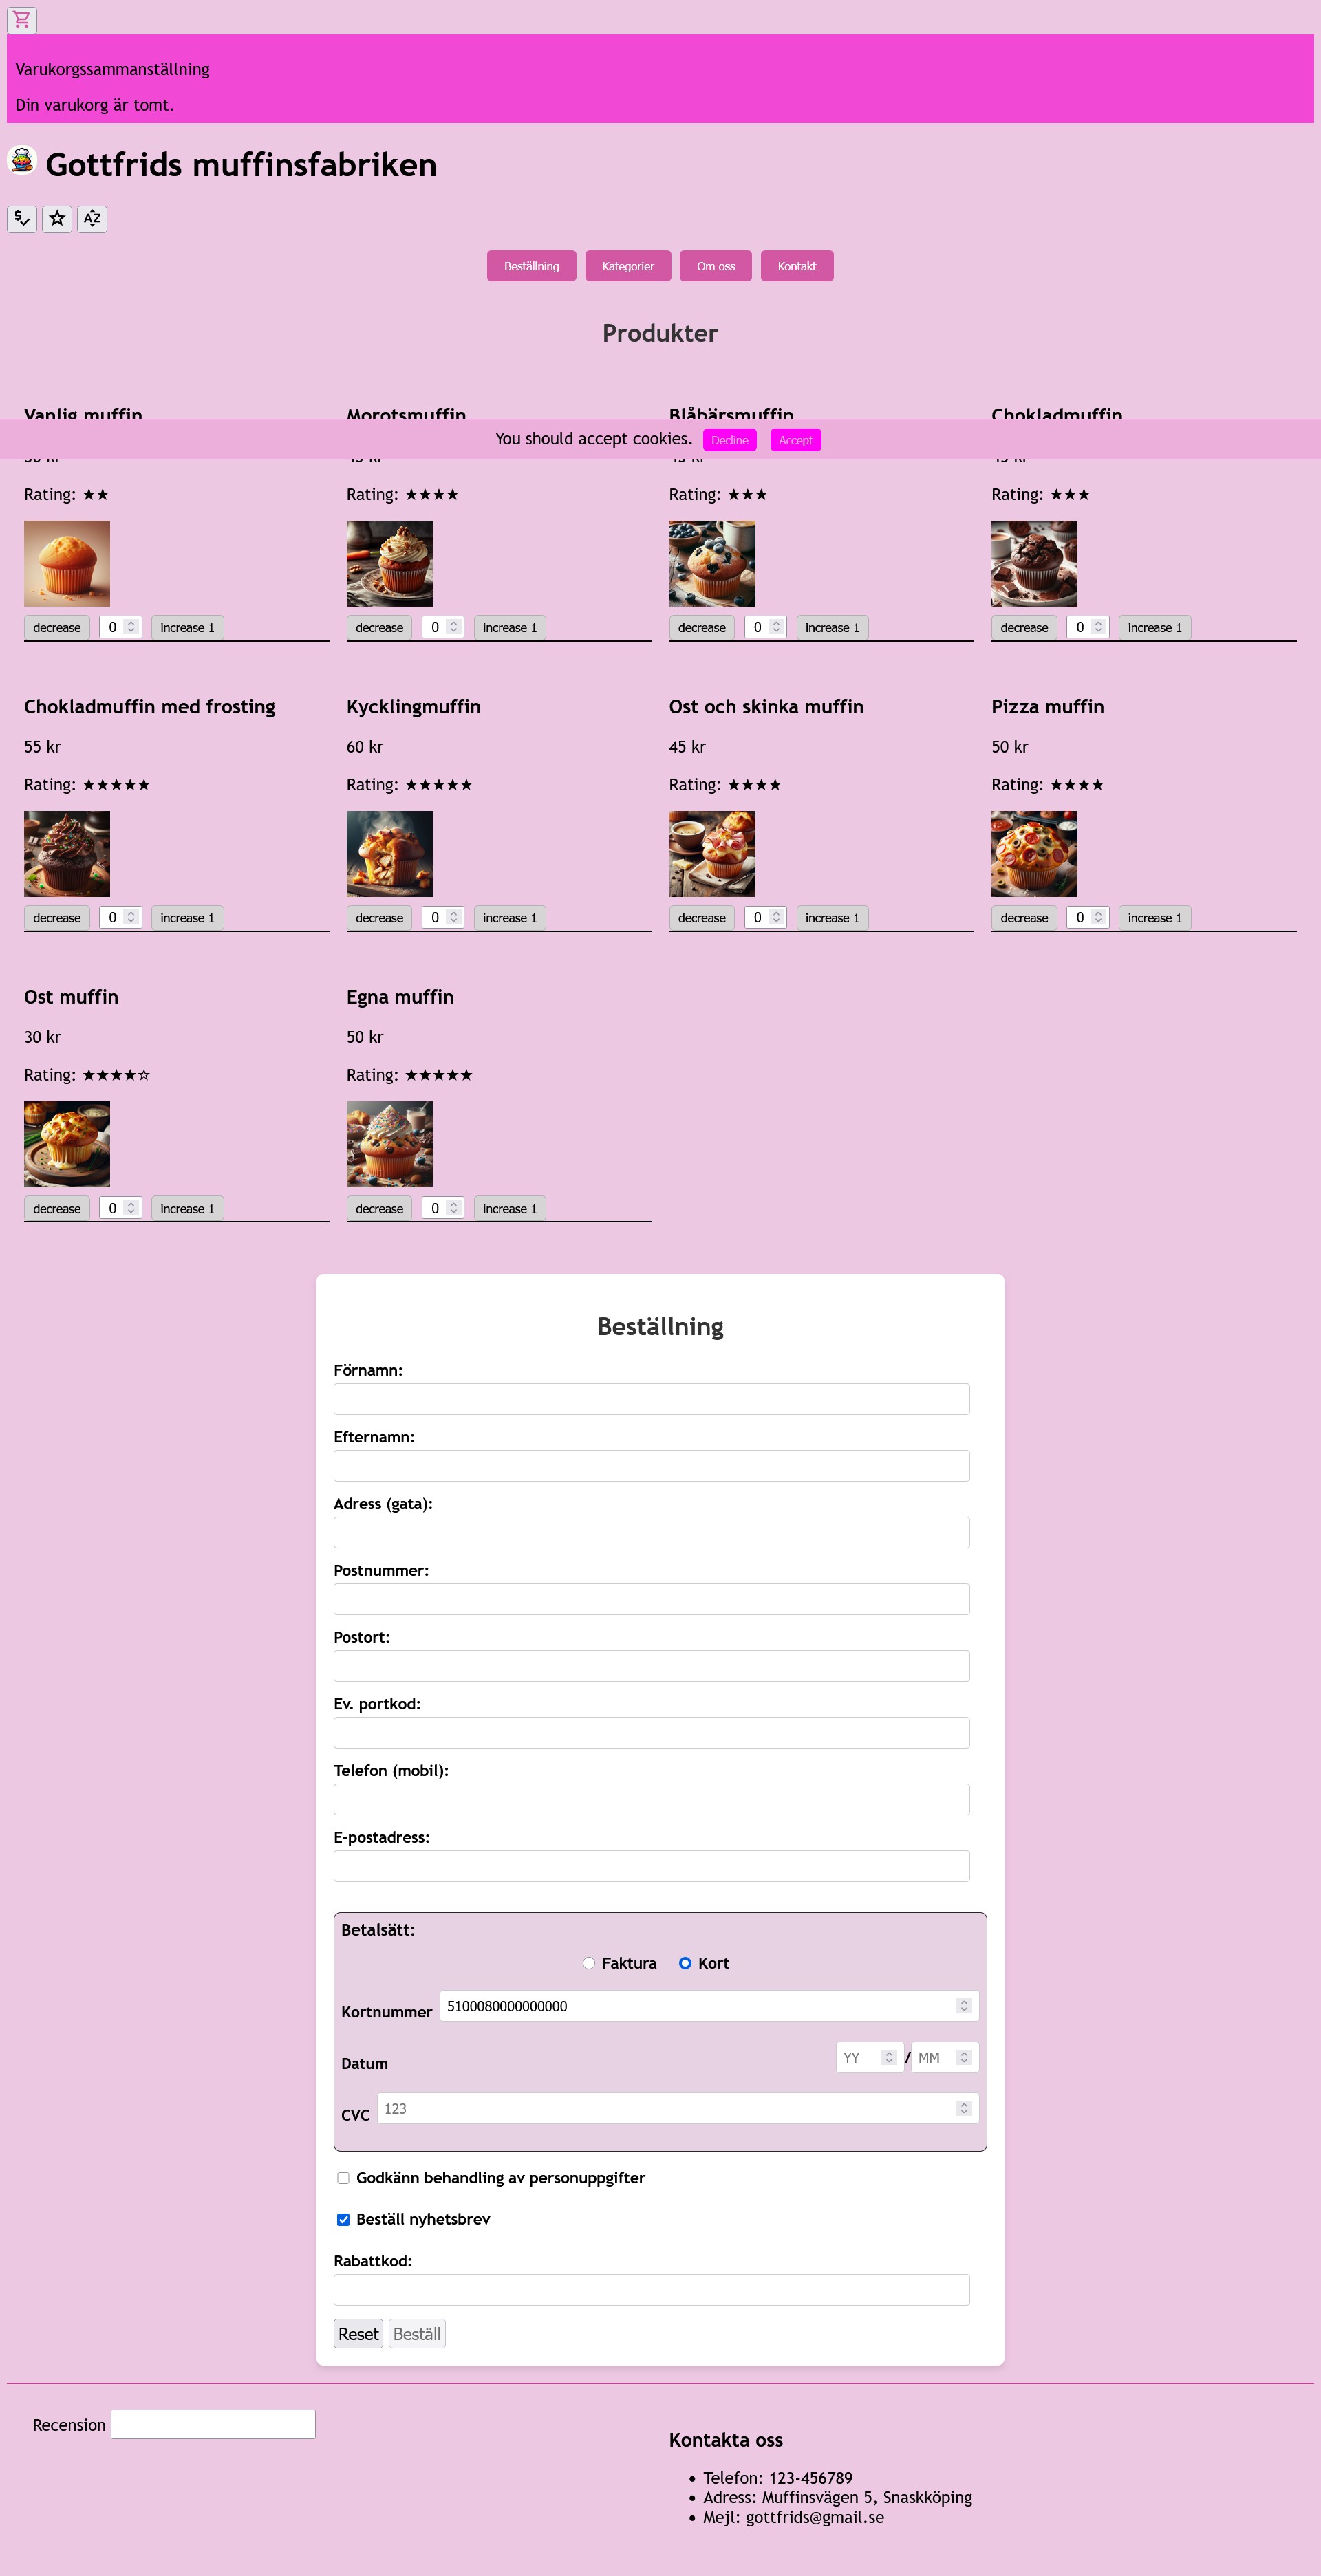 Varukorgssammanställning
Din varukorg är tomt.
Gottfrids muffinsfabriken
$ AZ
Beställning Kategorier Om oss Kontakt
Produkter
Vanlig muffin Morotsmuffin Blåbärsmuffin Chokladmuffin
You should accept cookies. Decline Accept
Rating: ★★ Rating: ★★★★ Rating: ★★★ Rating: ★★★
decrease 0 increase 1 decrease 0 increase 1 decrease 0 increase 1 decrease 0 increase 1
Chokladmuffin med frosting Kycklingmuffin Ost och skinka muffin Pizza muffin
55 kr 60 kr 45 kr 50 kr
Rating: ★★★★★ Rating: ★★★★★ Rating: ★★★★ Rating: ★★★★
decrease 0 increase 1 decrease 0 increase 1 decrease 0 increase 1 decrease 0 increase 1
Ost muffin Egna muffin
30 kr 50 kr
Rating: ★★★★☆ Rating: ★★★★★
decrease 0 increase 1 decrease 0 increase 1
Beställning
Förnamn:
Efternamn:
Adress (gata):
Postnummer:
Postort:
Ev. portkod:
Telefon (mobil):
E-postadress:
Betalsätt:
Faktura Kort
Kortnummer 5100080000000000
Datum YY / MM
CVC 123
Godkänn behandling av personuppgifter
Beställ nyhetsbrev
Rabattkod:
Reset Beställ
Recension
Kontakta oss
• Telefon: 123-456789
• Adress: Muffinsvägen 5, Snaskköping
• Mejl: gottfrids@gmail.se